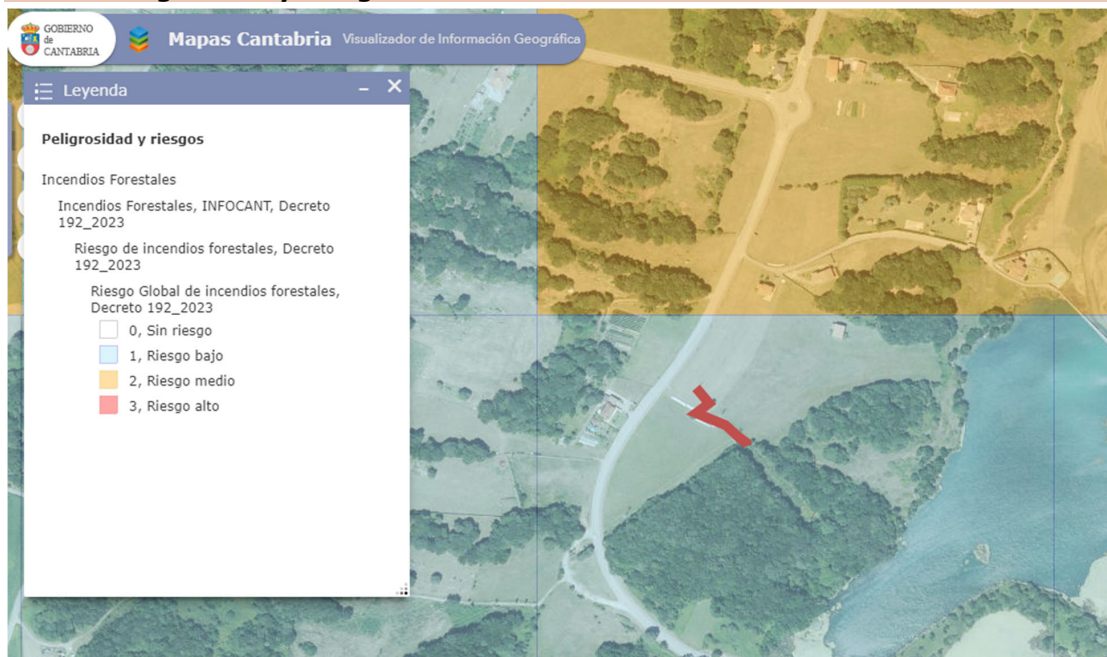 GOBIERNO
de
CANTABRIA
Mapas Cantabria Visualizador de Información Geográfica
Leyenda
Peligrosidad y riesgos
Incendios Forestales
Incendios Forestales, INFOCANT, Decreto
192_2023
Riesgo de incendios forestales, Decreto
192_2023
Riesgo Global de incendios forestales,
Decreto 192_2023
0, Sin riesgo
1, Riesgo bajo
2, Riesgo medio
3, Riesgo alto